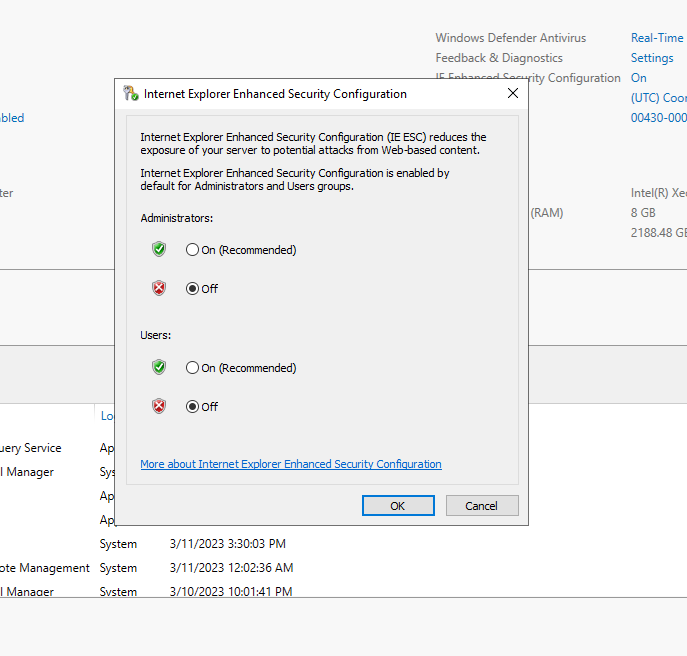 Windows Defender Antivirus Real-Time
Feedback & Diagnostics Settings
IE Enhanced Security Configuration On
(UTC) Coor
00430-000
Internet Explorer Enhanced Security Configuration
Internet Explorer Enhanced Security Configuration (IE ESC) reduces the
exposure of your server to potential attacks from Web-based content.
Internet Explorer Enhanced Security Configuration is enabled by
default for Administrators and Users groups.
Administrators:
On (Recommended)
Off
Users:
On (Recommended)
Off
More about Internet Explorer Enhanced Security Configuration
OK Cancel
bled
ter
Intel(R) Xe
(RAM) 8 GB
2188.48 GB
Lo
uery Service Ap
l Manager Sys
Ap
Ap
System 3/11/2023 3:30:03 PM
ote Management System 3/11/2023 12:02:36 AM
l Manager System 3/10/2023 10:01:41 PM